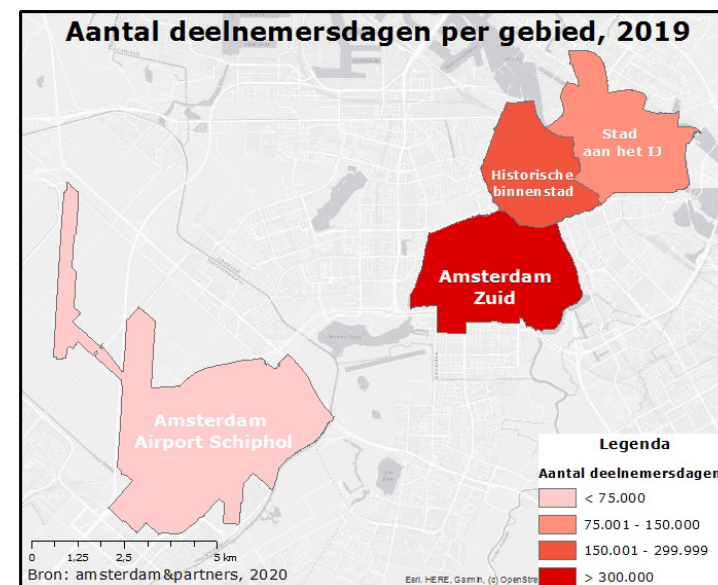 Aantal deelnemersdagen per gebied, 2019
Stad
aan het IJ
Historische
binnenstad
Amsterdam
Zuid
Amsterdam
Airport Schiphol
Legenda
Aantal deelnemersdagen
< 75.000
75.001 - 150.000
150.001 - 299.999
> 300.000
0 1,25 2,5 5 km
Bron: amsterdam&partners, 2020
Esri, HERE, Garmin, (c) OpenStre